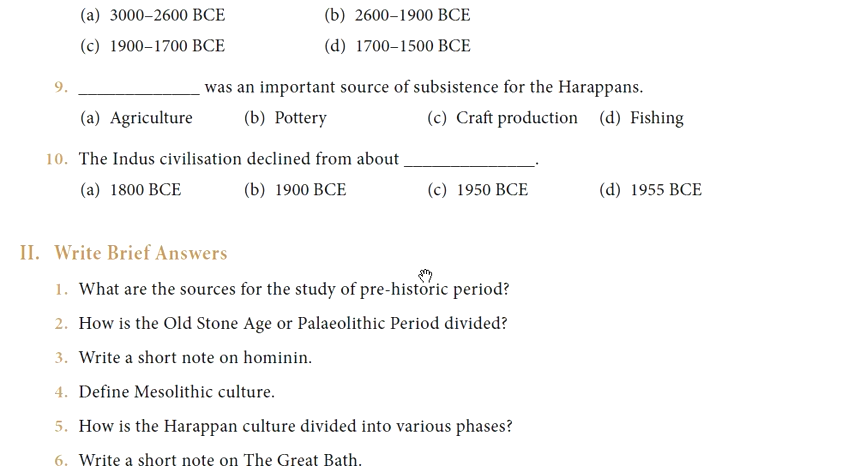 (a) 3000–2600 BCE (b) 2600–1900 BCE
(c) 1900–1700 BCE (d) 1700–1500 BCE
9. _____________ was an important source of subsistence for the Harappans.
(a) Agriculture (b) Pottery (c) Craft production (d) Fishing
10. The Indus civilisation declined from about ______________.
(a) 1800 BCE (b) 1900 BCE (c) 1950 BCE (d) 1955 BCE
II. Write Brief Answers
1. What are the sources for the study of pre-historic period?
2. How is the Old Stone Age or Palaeolithic Period divided?
3. Write a short note on hominin.
4. Define Mesolithic culture.
5. How is the Harappan culture divided into various phases?
6. Write a short note on The Great Bath.